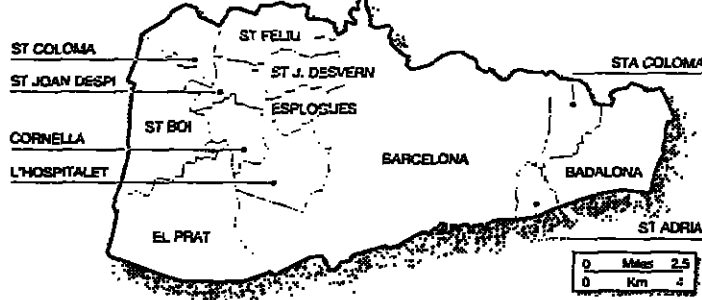 ST FELIU
ST COLOMA
STA COLOMA
ST J. DESVERN
ST JOAN DESPI
ESPLOGUES
ST BOI
CORNELLA
BARCELONA
L'HOSPITALET
BADALONA
EL PRAT
ST ADRIA
0 Miles 2.5
0 Km 4